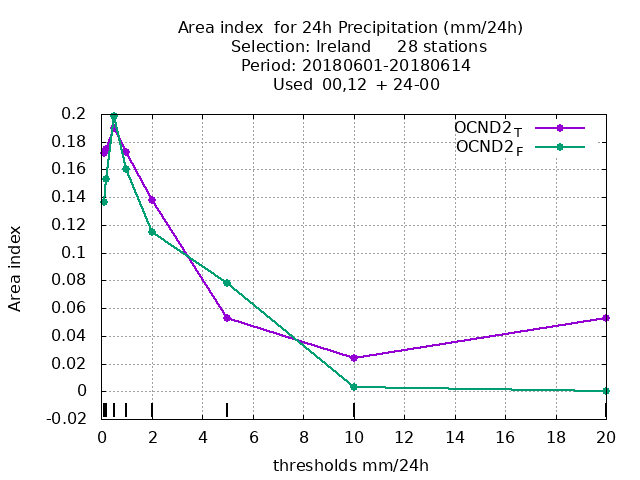 Area index  for 24h Precipitation (mm/24h)
Selection: Ireland     28 stations
Period: 20180601-20180614
Used  00,12  + 24-00
OCND2T
OCND2F
0.2
0.18
0.16
0.14
0.12
0.1
0.08
0.06
0.04
0.02
0
-0.02
Area index
0 2 4 6 8 10 12 14 16 18 20
thresholds mm/24h